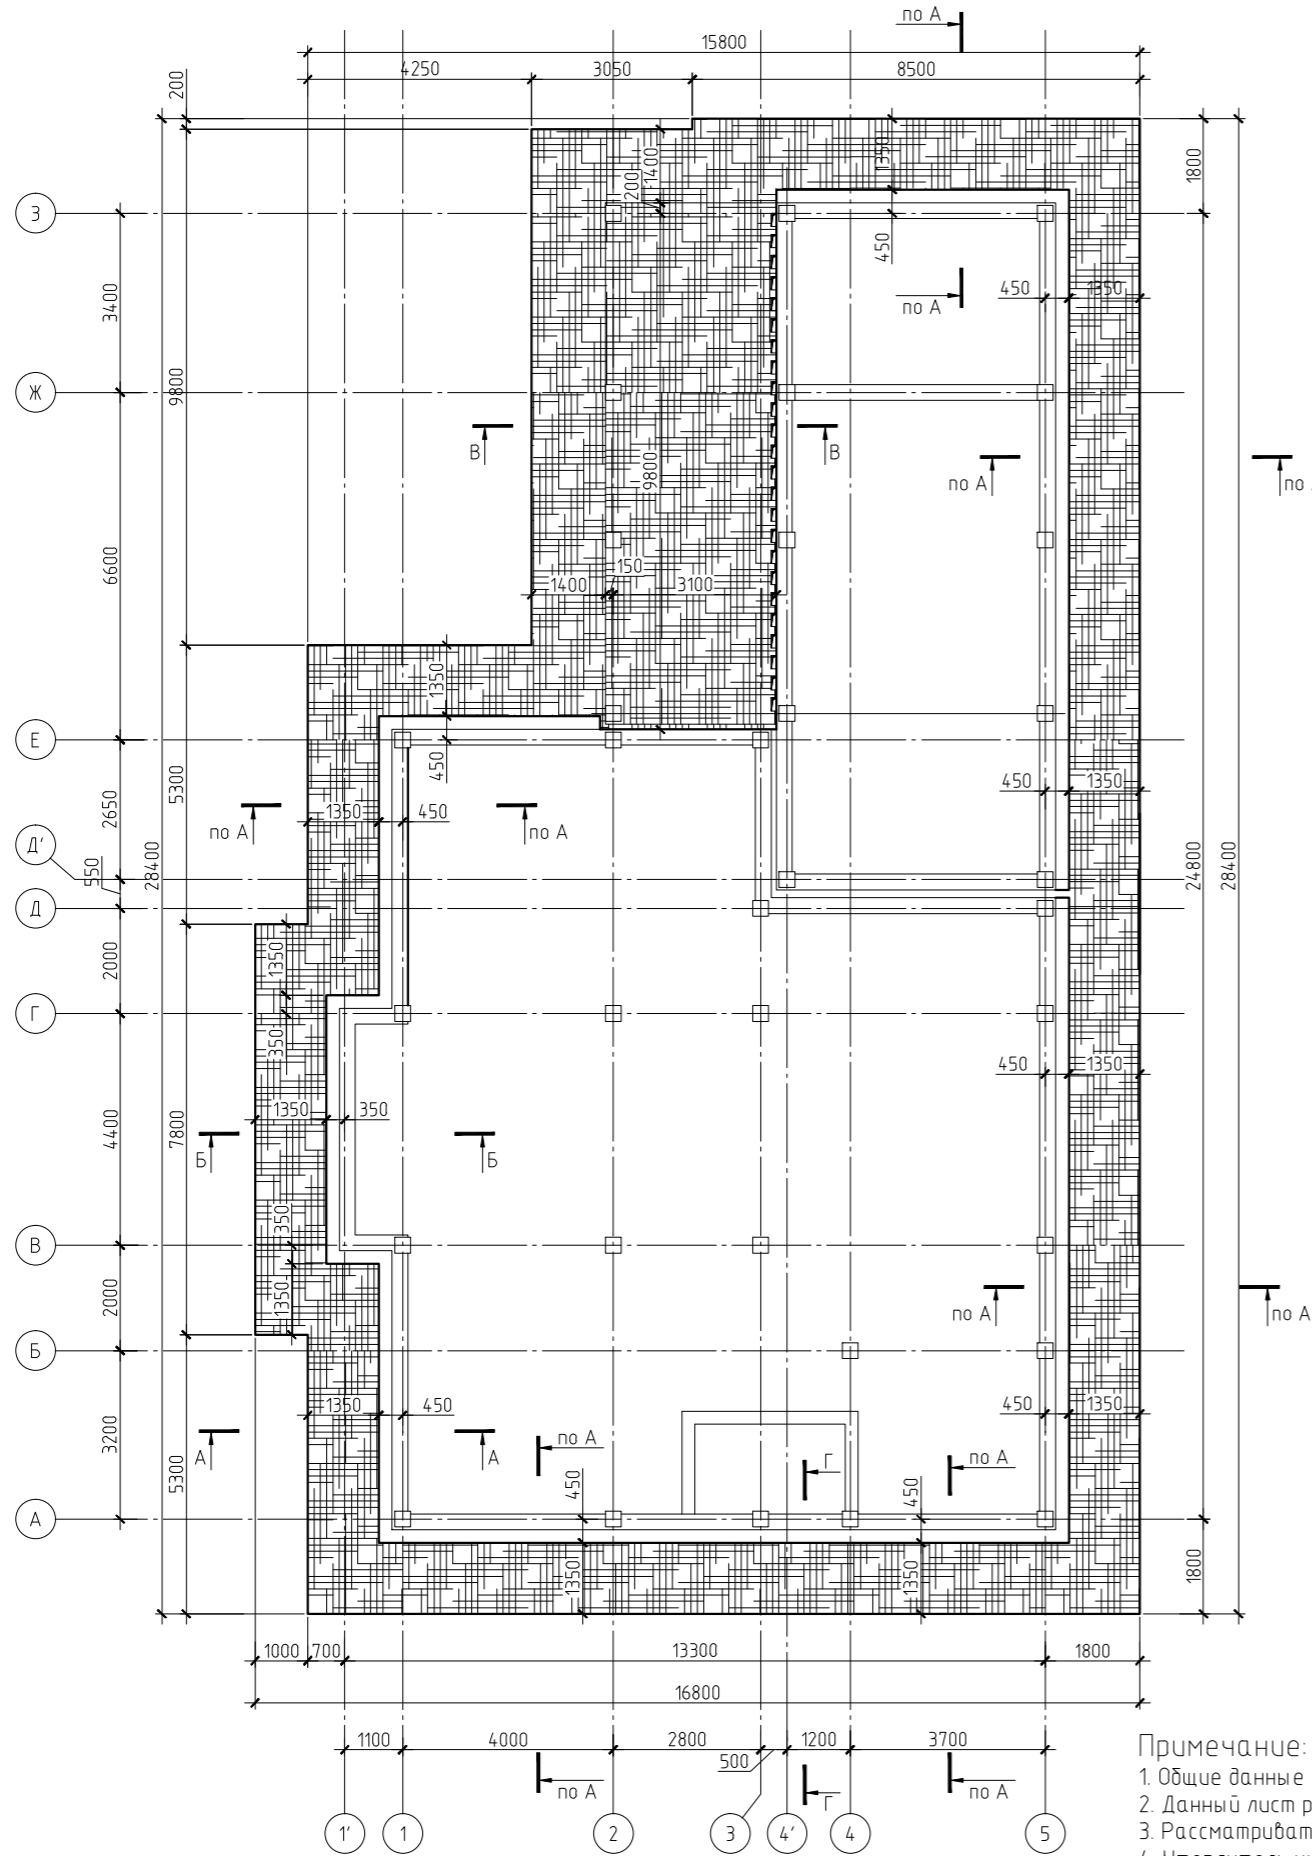 по А
15800
4250 3050 8500
200
1350
1800
1400
200
З
450
450 1350
3400
по А
9800
Ж
В В
по А по
9800
6600
150
1400 3100
1350
Е
450
5300
2650
450 1350
1350 450
по А по А
Д'
550
28400
24800
28400
Д
1350
2000
Г
350
450 1350
1350 350
4400
7800
Б Б
350
В
1350
2000
по А по А
Б
1350 450
450 1350
3200
А А
по А
Г
по А
5300
450
450
А
1350
1350
1800
1000 700 13300 1800
16800
1100 4000 2800 1200 3700
500
по А
Г
по А
1' 1 2 3 4' 4 5
Примечание:
1. Общие данные
2. Данный лист р
3. Рассматриват